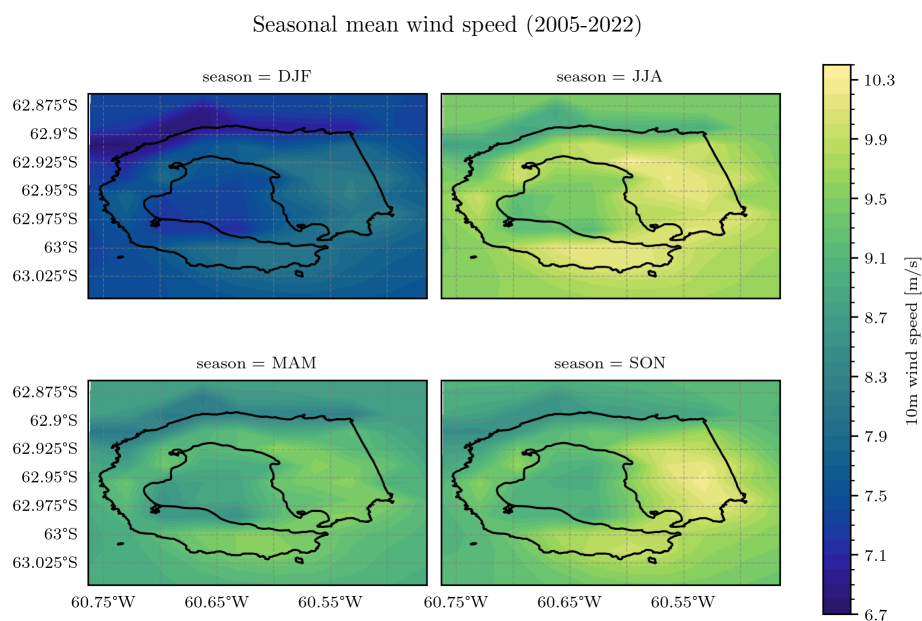 Seasonal mean wind speed (2005-2022)
season = DJF
season = JJA
62.875°S
62.9°S
62.925°S
62.95°S
62.975°S
63°S
63.025°S
season = MAM
season = SON
62.875°S
62.9°S
62.925°S
62.95°S
62.975°S
63°S
63.025°S
60.75°W
60.65°W
60.55°W
60.75°W
60.65°W
60.55°W
10.3
9.9
9.5
9.1
8.7
8.3
7.9
7.5
7.1
6.7
10m wind speed [m/s]